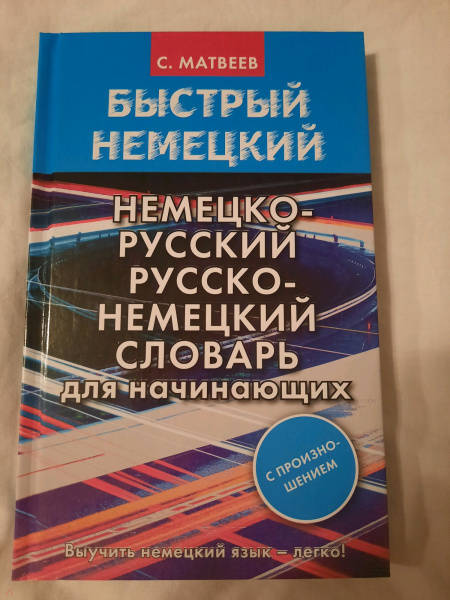 С. МАТВЕЕВ
БЫСТРЫЙ
НЕМЕЦКИЙ
НЕМЕЦКО-
РУССКИЙ
РУССКО-
НЕМЕЦКИЙ
СЛОВАРЬ
для начинающих
С ПРОИЗНО-
ШЕНИЕМ
Выучить немецкий язык – легко!